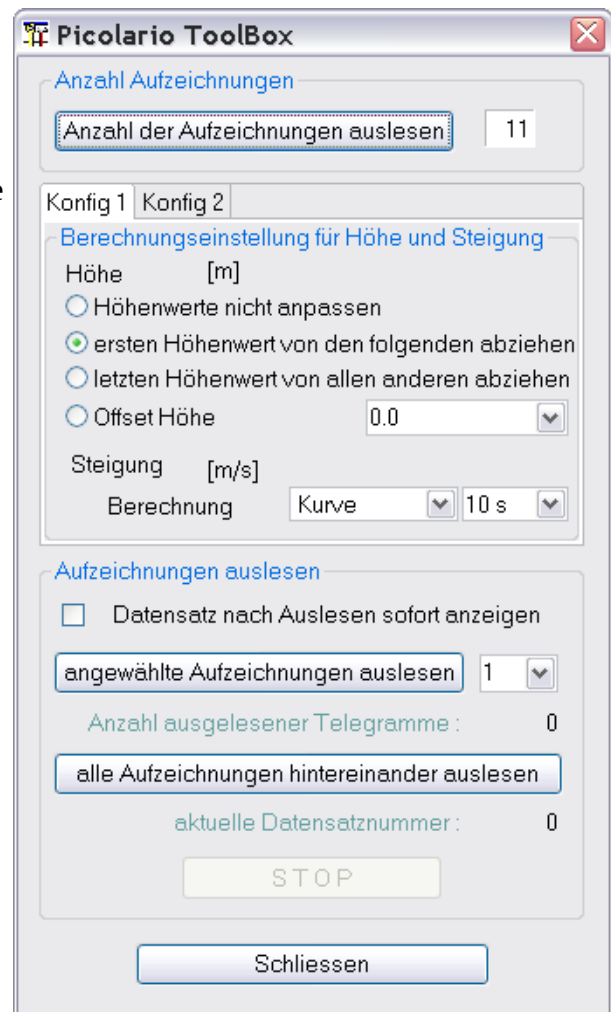 Picolario ToolBox
Anzahl Aufzeichnungen
Anzahl der Aufzeichnungen auslesen 11
e
Konfig 1 Konfig 2
Berechnungseinstellung für Höhe und Steigung
Höhe [m]
Höhenwerte nicht anpassen
ersten Höhenwert von den folgenden abziehen
letzten Höhenwert von allen anderen abziehen
Offset Höhe 0.0
Steigung [m/s]
Berechnung Kurve 10 s
Aufzeichnungen auslesen
Datensatz nach Auslesen sofort anzeigen
angewählte Aufzeichnungen auslesen 1
Anzahl ausgelesener Telegramme : 0
alle Aufzeichnungen hintereinander auslesen
aktuelle Datensatznummer : 0
STOP
Schliessen